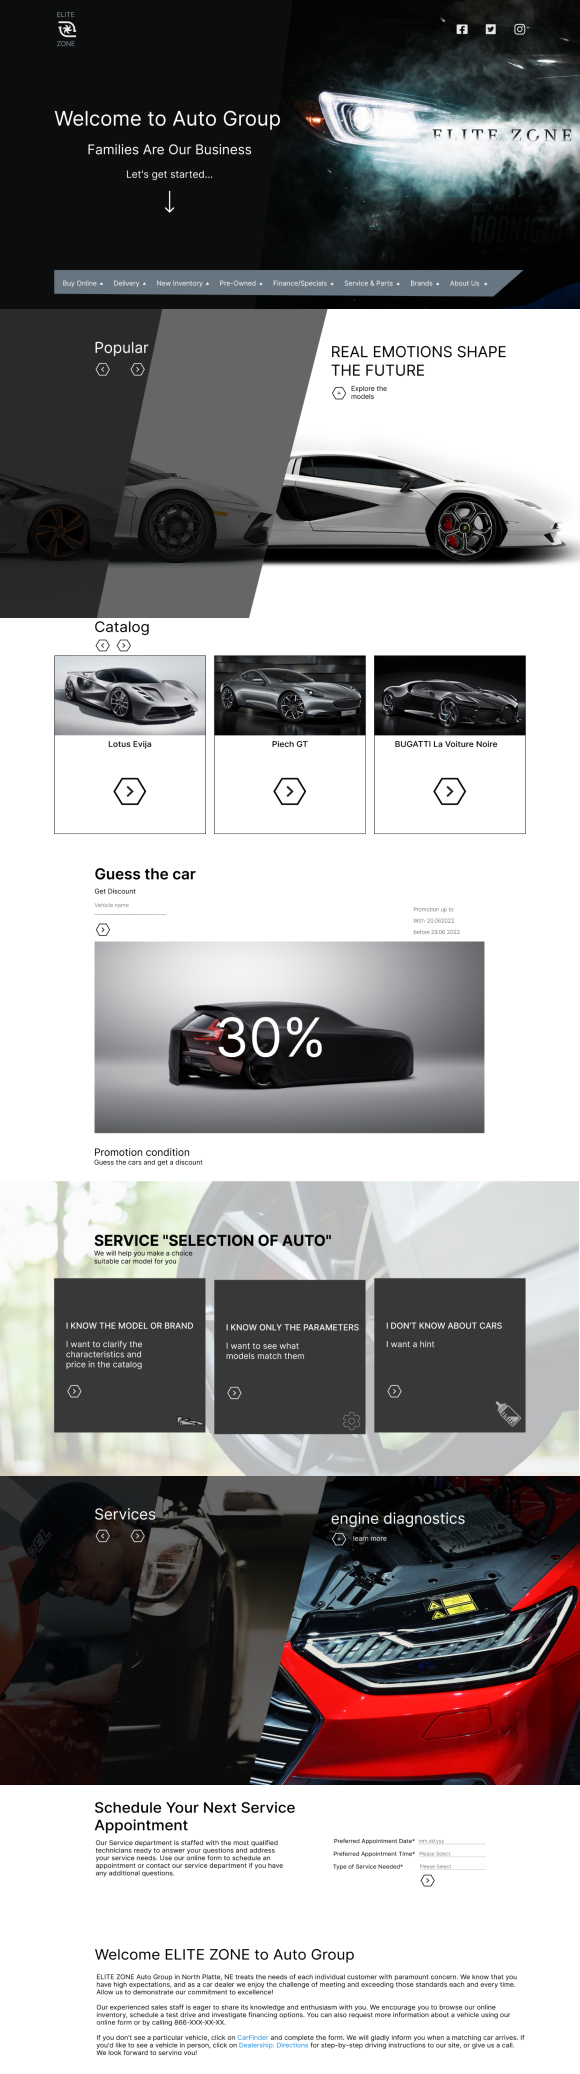 ELITE
ZONE
ELITE ZONE
Welcome to Auto Group
Families Are Our Business
Let's get started...
HOONIGAN
Buy Online Delivery New Inventory Pre-Owned Finance/Specials Service & Parts Brands About Us
Popular
REAL EMOTIONS SHAPE
THE FUTURE
Explore the
models
Catalog
Lotus Evija
Piech GT
BUGATTI La Voiture Noire
Guess the car
Get Discount
Vehicle name
Promotion up to
With 20.062022
before 29.06 2022
30%
Promotion condition
Guess the cars and get a discount
SERVICE "SELECTION OF AUTO"
We will help you make a choice
suitable car model for you
I KNOW THE MODEL OR BRAND
I want to clarify the
characteristics and
price in the catalog
I KNOW ONLY THE PARAMETERS
I want to see what
models match them
I DON'T KNOW ABOUT CARS
I want a hint
Services
engine diagnostics
learn more
Schedule Your Next Service
Appointment
Our Service department is staffed with the most qualified
technicians ready to answer your questions and address
your service needs. Use our online form to schedule an
appointment or contact our service department if you have
any additional questions.
Preferred Appointment Date* mm.dd.yyy
Preferred Appointment Time* Please Select
Type of Service Needed* Please Select
Welcome ELITE ZONE to Auto Group
ELITE ZONE Auto Group in North Platte, NE treats the needs of each individual customer with paramount concern. We know that you
have high expectations, and as a car dealer we enjoy the challenge of meeting and exceeding those standards each and every time.
Allow us to demonstrate our commitment to excellence!
Our experienced sales staff is eager to share its knowledge and enthusiasm with you. We encourage you to browse our online
inventory, schedule a test drive and investigate financing options. You can also request more information about a vehicle using our
online form or by calling 866-XXX-XX-XX.
If you don't see a particular vehicle, click on CarFinder and complete the form. We will gladly inform you when a matching car arrives. If
you'd like to see a vehicle in person, click on Dealership: Directions for step-by-step driving instructions to our site, or give us a call.
We look forward to serving you!